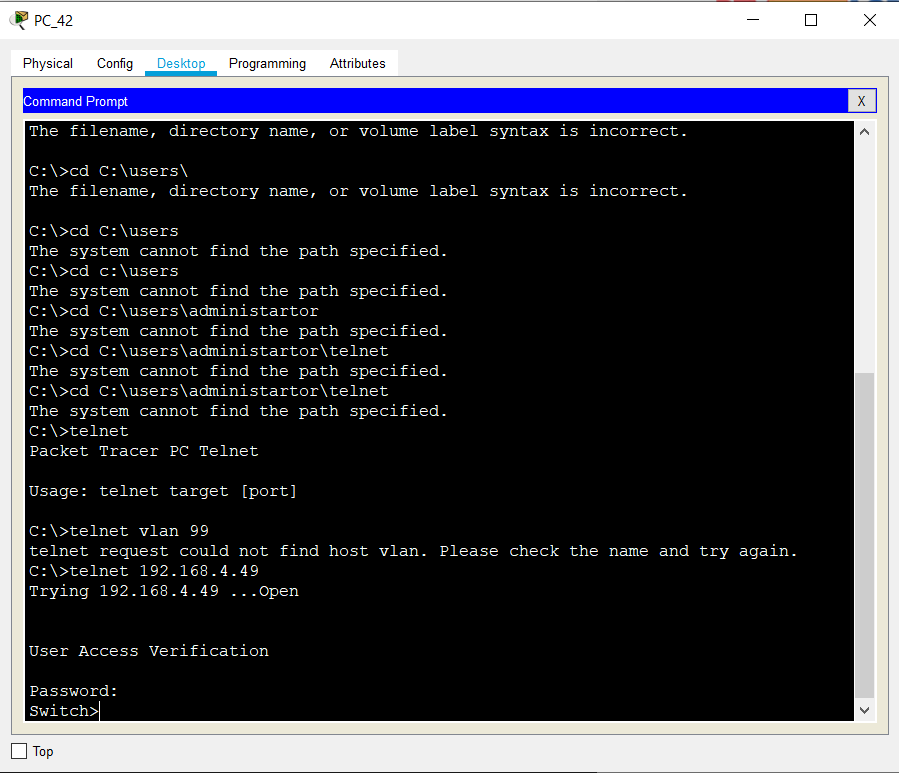 PC_42
Physical Config Desktop Programming Attributes
Command Prompt X
The filename, directory name, or volume label syntax is incorrect.
C:\>cd C:\users\
The filename, directory name, or volume label syntax is incorrect.
C:\>cd C:\users
The system cannot find the path specified.
C:\>cd c:\users
The system cannot find the path specified.
C:\>cd C:\users\administartor
The system cannot find the path specified.
C:\>cd C:\users\administartor\telnet
The system cannot find the path specified.
C:\>cd C:\users\administartor\telnet
The system cannot find the path specified.
C:\>telnet
Packet Tracer PC Telnet
Usage: telnet target [port]
C:\>telnet vlan 99
telnet request could not find host vlan. Please check the name and try again.
C:\>telnet 192.168.4.49
Trying 192.168.4.49 ...Open
User Access Verification
Password:
Switch>
Top